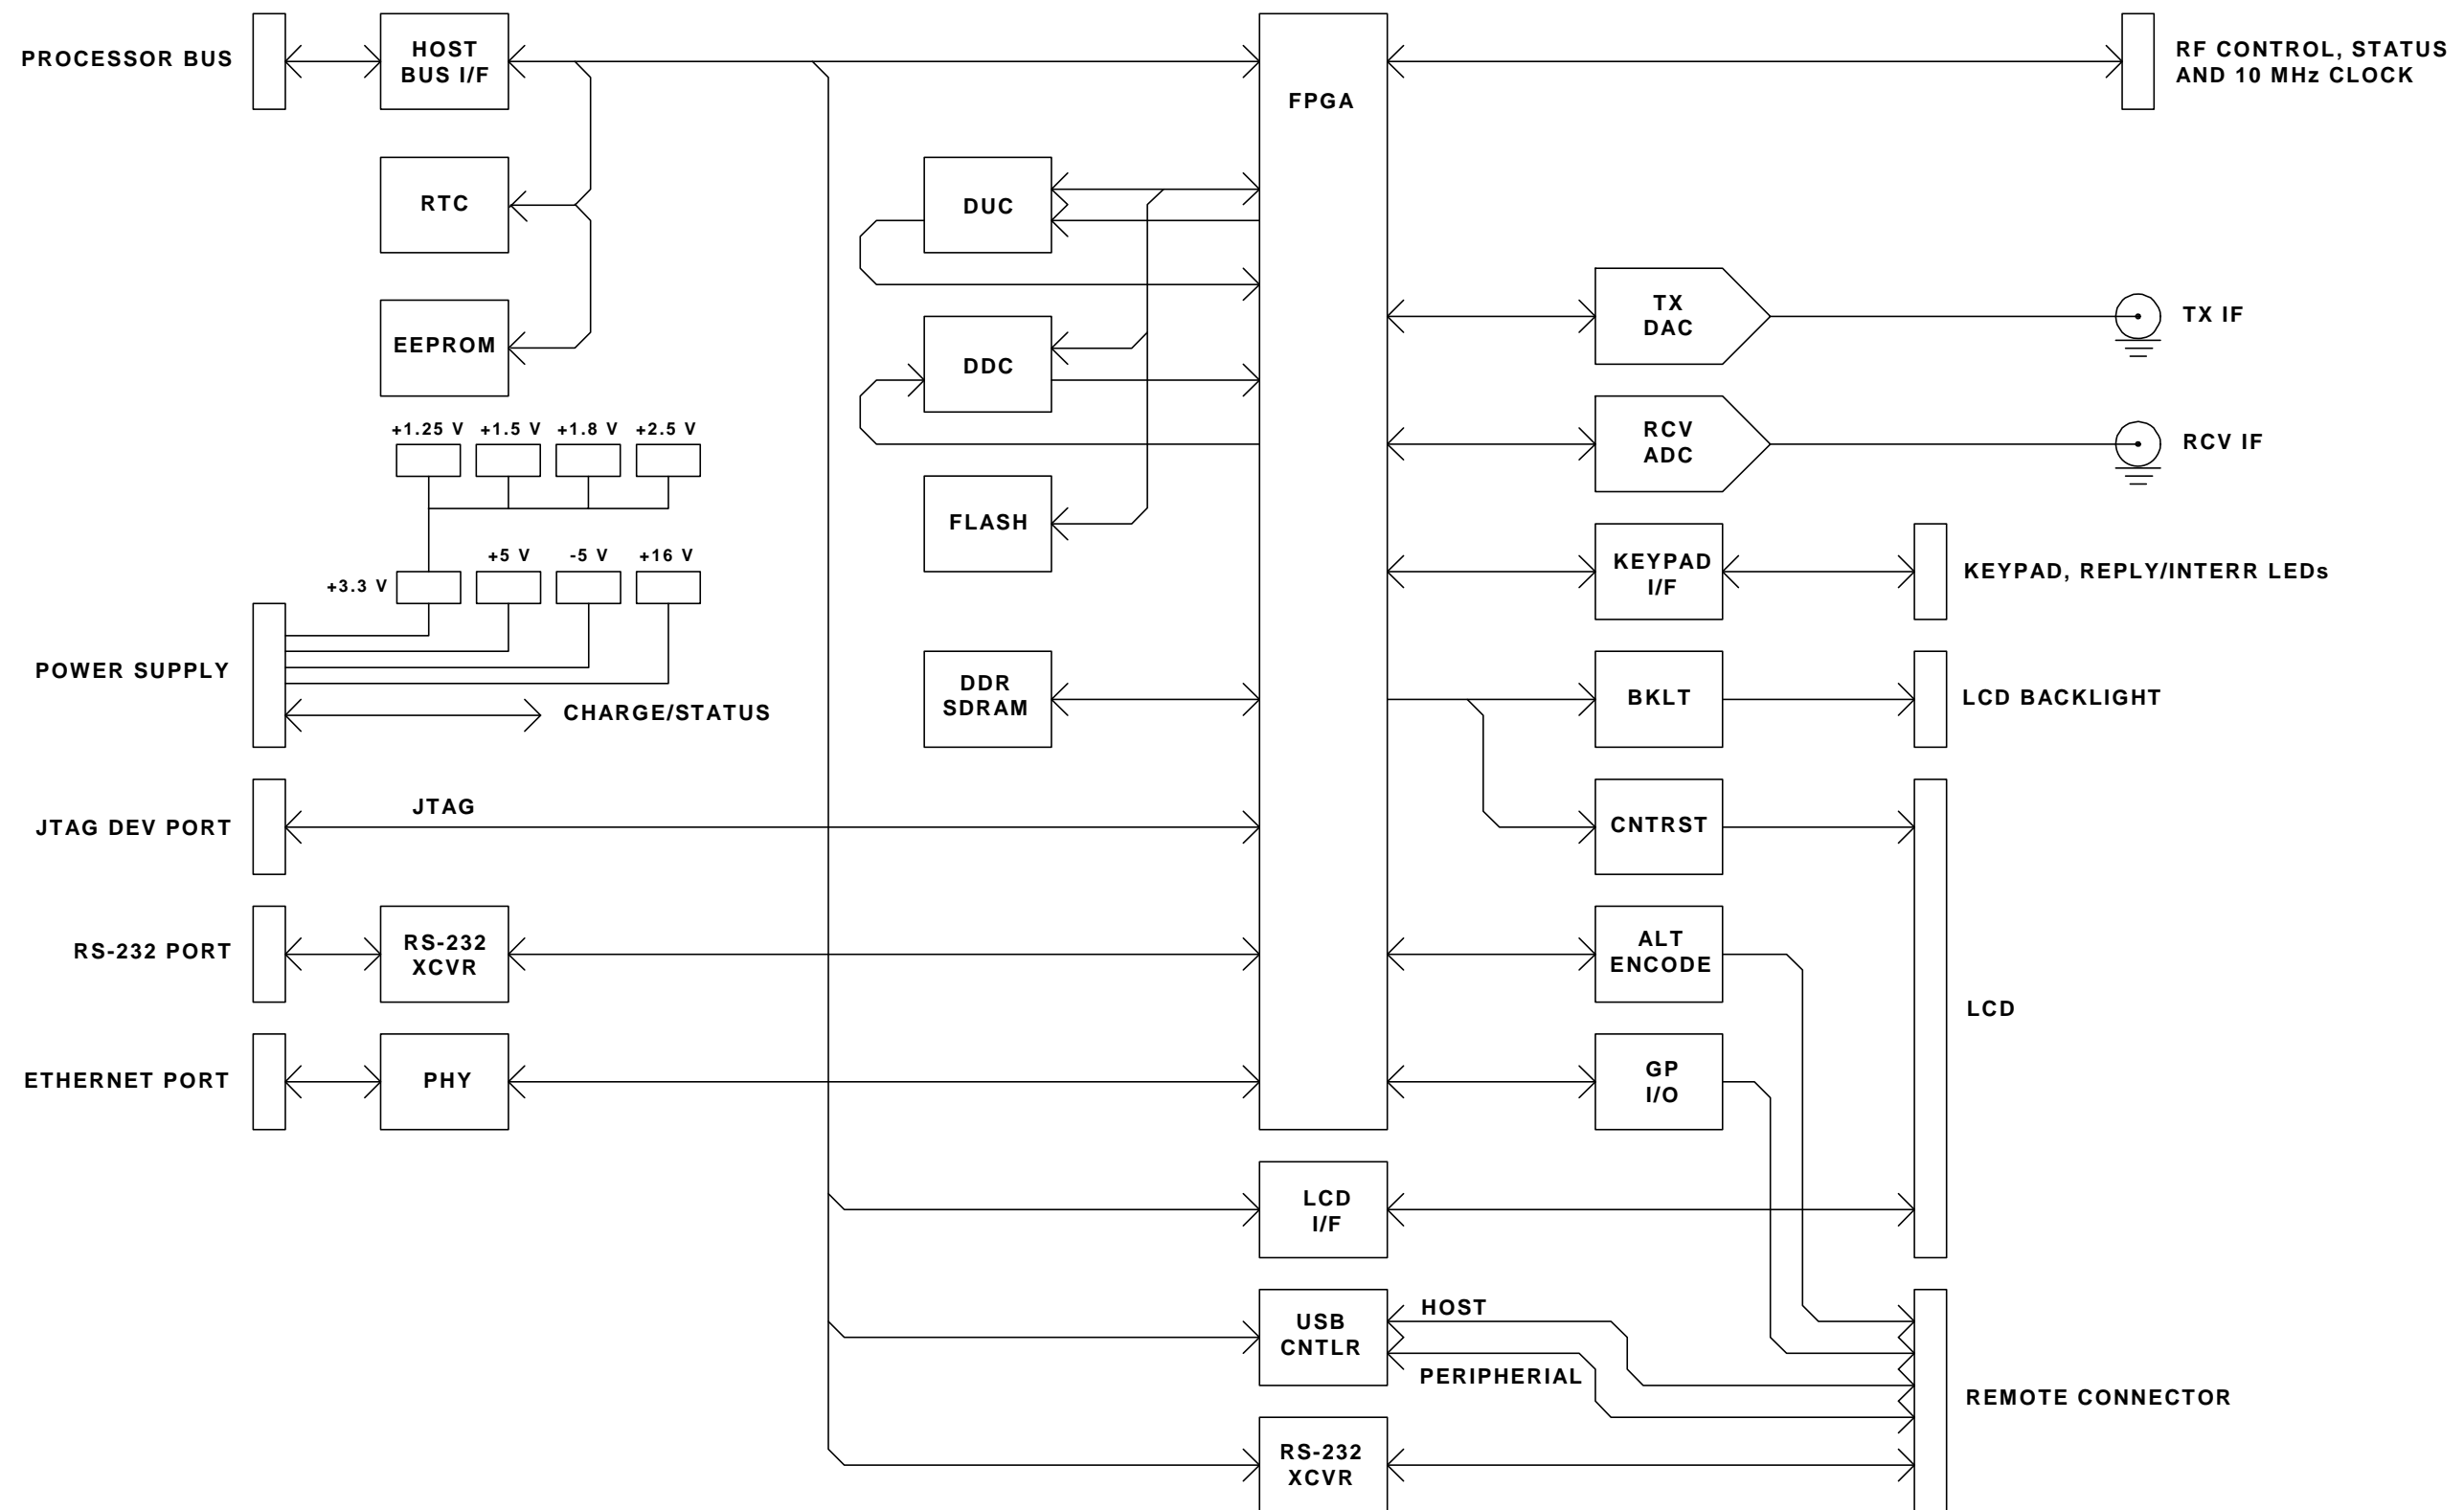 PROCESSOR BUS
HOST
BUS I/F
FPGA
RF CONTROL, STATUS
AND 10 MHz CLOCK
RTC
DUC
EEPROM
DDC
TX
DAC
TX IF
+1.25 V
+1.5 V
+1.8 V
+2.5 V
RCV
ADC
RCV IF
FLASH
KEYPAD
I/F
KEYPAD, REPLY/INTERR LEDs
+3.3 V
+5 V
-5 V
+16 V
POWER SUPPLY
CHARGE/STATUS
DDR
SDRAM
BKLT
LCD BACKLIGHT
JTAG DEV PORT
JTAG
CNTRST
RS-232 PORT
RS-232
XCVR
ALT
ENCODE
LCD
ETHERNET PORT
PHY
GP
I/O
LCD
I/F
USB
CNTLR
HOST
PERIPHERIAL
REMOTE CONNECTOR
RS-232
XCVR